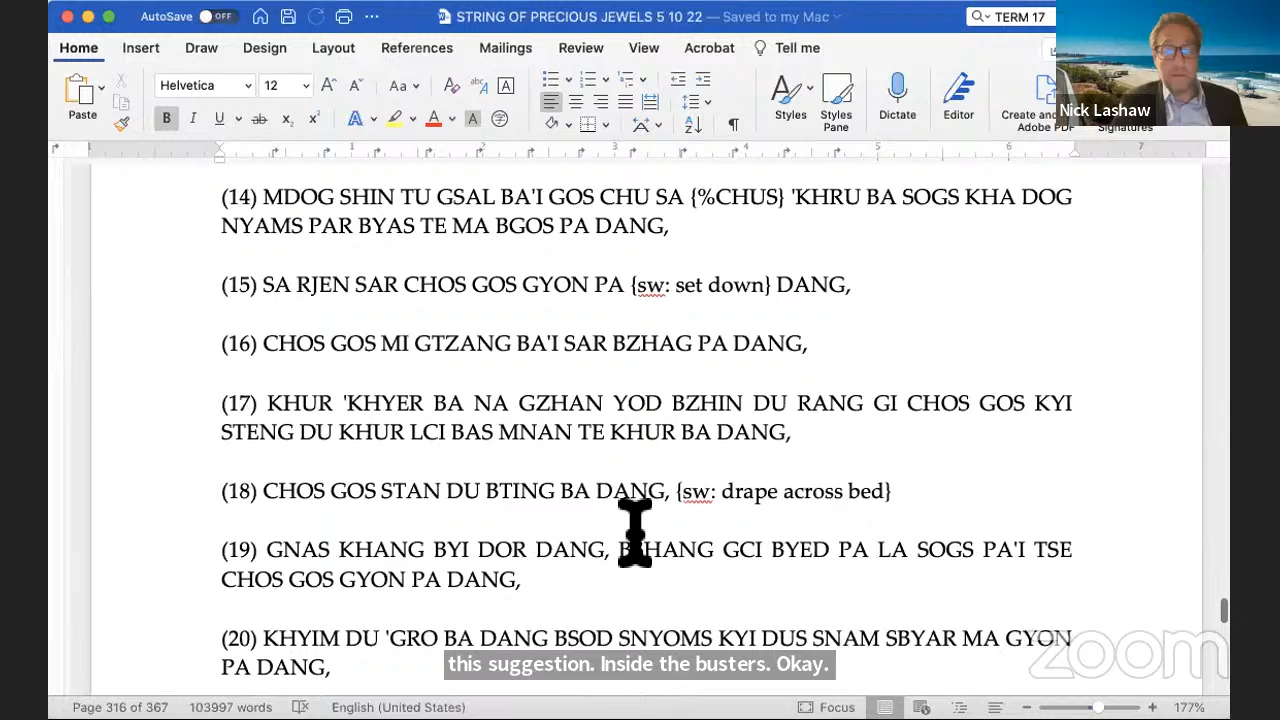 AutoSave OFF STRING OF PRECIOUS JEWELS 5 10 22 — Saved to my Mac TERM 17
Home Insert Draw Design Layout References Mailings Review View Acrobat Tell me
Paste Helvetica 12 Styles Styles Pane Dictate Editor Create and Adobe PDF Signatures
Nick Lashaw
(14) MDOG SHIN TU GSAL BA'I GOS CHU SA {%CHUS} 'KHRU BA SOGS KHA DOG
NYAMS PAR BYAS TE MA BGOS PA DANG,
(15) SA RJEN SAR CHOS GOS GYON PA {sw: set down} DANG,
(16) CHOS GOS MI GTZANG BA'I SAR BZHAG PA DANG,
(17) KHUR 'KHYER BA NA GZHAN YOD BZHIN DU RANG GI CHOS GOS KYI
STENG DU KHUR LCI BAS MNAN TE KHUR BA DANG,
(18) CHOS GOS STAN DU BTING BA DANG, {sw: drape across bed}
(19) GNAS KHANG BYI DOR DANG, GCI BYED PA LA SOGS PA'I TSE
CHOS GOS GYON PA DANG,
(20) KHYIM DU 'GRO BA DANG BSOD SNYOMS KYI DUS SNAM SBYAR MA GYON
PA DANG,
this suggestion. Inside the busters. Okay.
zoom
Page 316 of 367 103997 words English (United States) Focus 177%